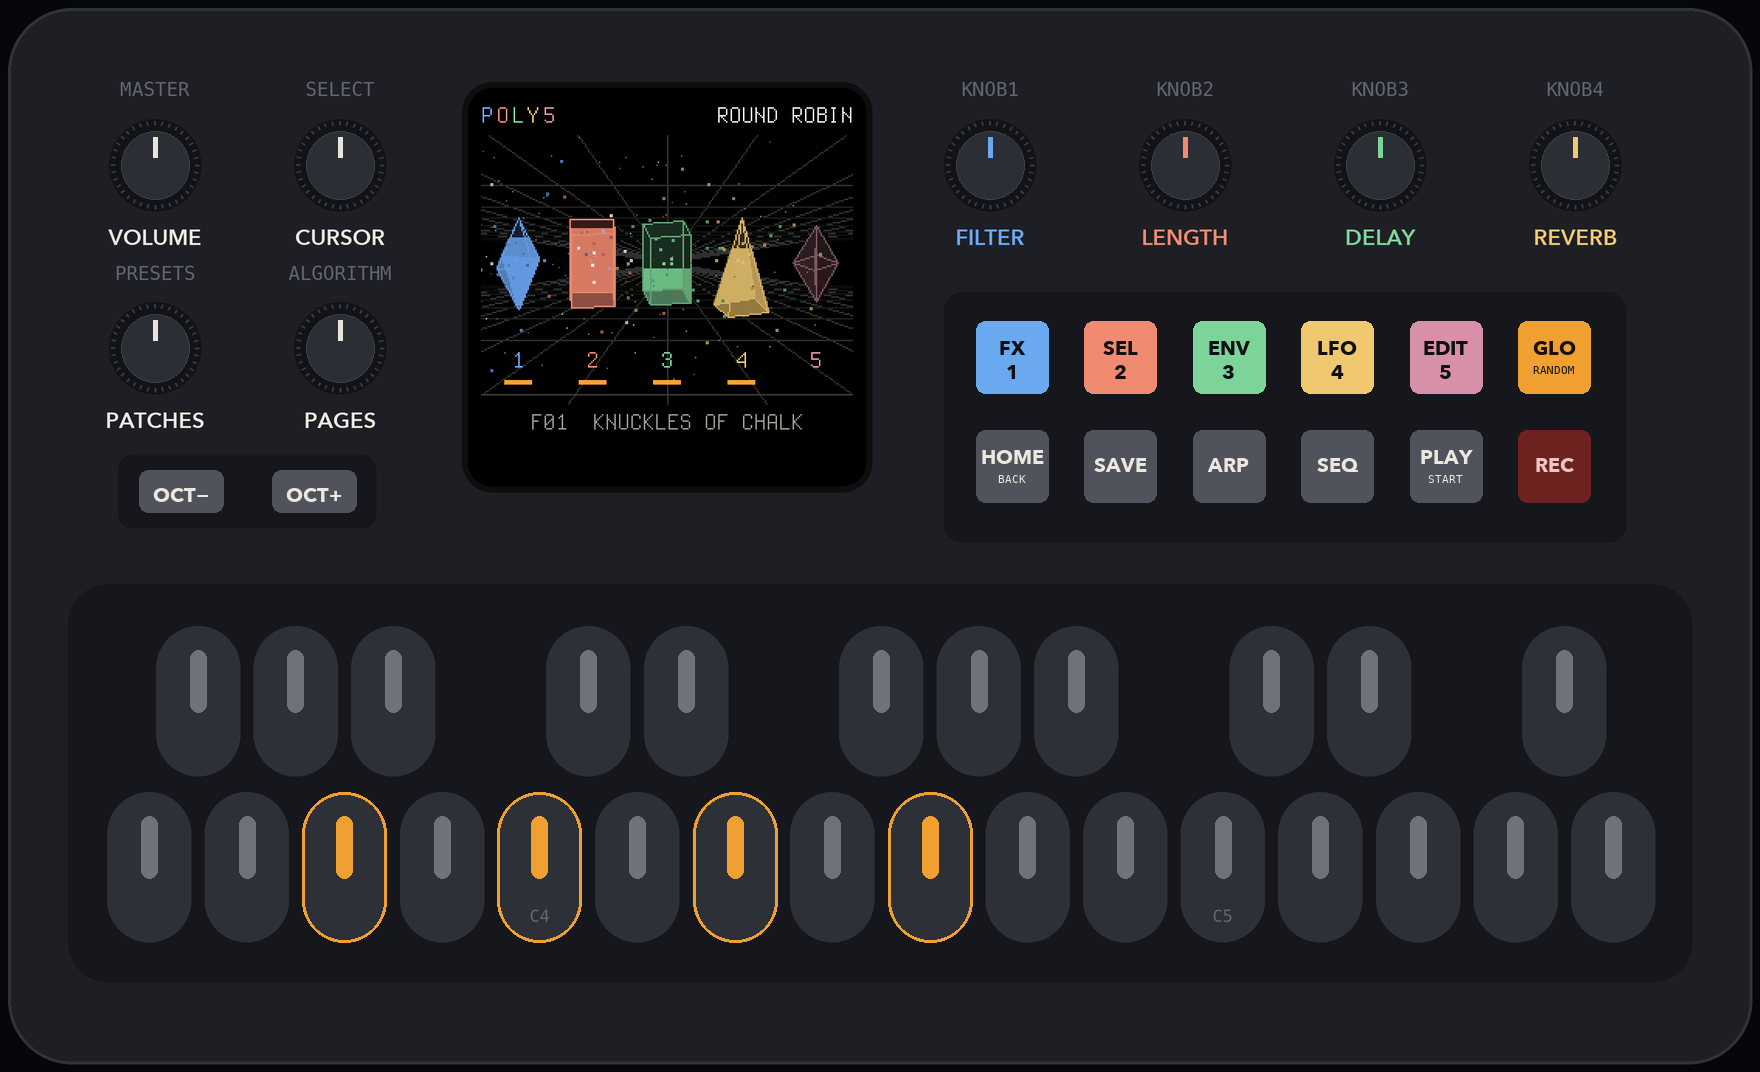 MASTER SELECT
VOLUME CURSOR
PRESETS ALGORITHM
PATCHES PAGES
OCT– OCT+
POLY5 ROUND ROBIN
1 2 3 4 5
F01 KNUCKLES OF CHALK
KNOB1 KNOB2 KNOB3 KNOB4
FILTER LENGTH DELAY REVERB
FX SEL ENV LFO EDIT GLO
1 2 3 4 5 RANDOM
HOME SAVE ARP SEQ PLAY REC
BACK START
C4 C5